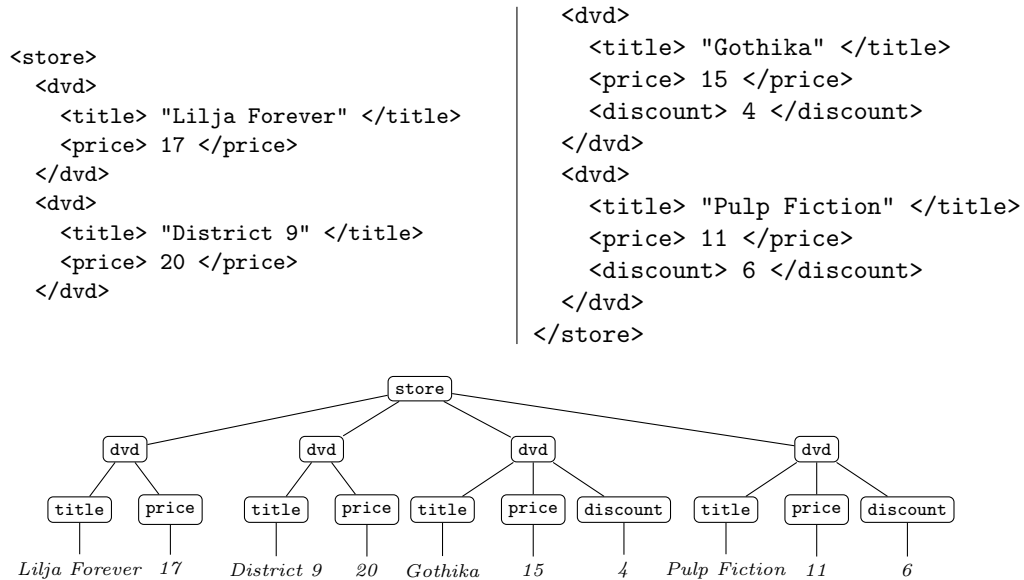 <store>
  <dvd>
    <title> "Lilja Forever" </title>
    <price> 17 </price>
  </dvd>
  <dvd>
    <title> "District 9" </title>
    <price> 20 </price>
  </dvd>
  <dvd>
    <title> "Gothika" </title>
    <price> 15 </price>
    <discount> 4 </discount>
  </dvd>
  <dvd>
    <title> "Pulp Fiction" </title>
    <price> 11 </price>
    <discount> 6 </discount>
  </dvd>
</store>
store
dvd dvd dvd dvd
title price title price title price discount title price discount
Lilja Forever 17 District 9 20 Gothika 15 4 Pulp Fiction 11 6